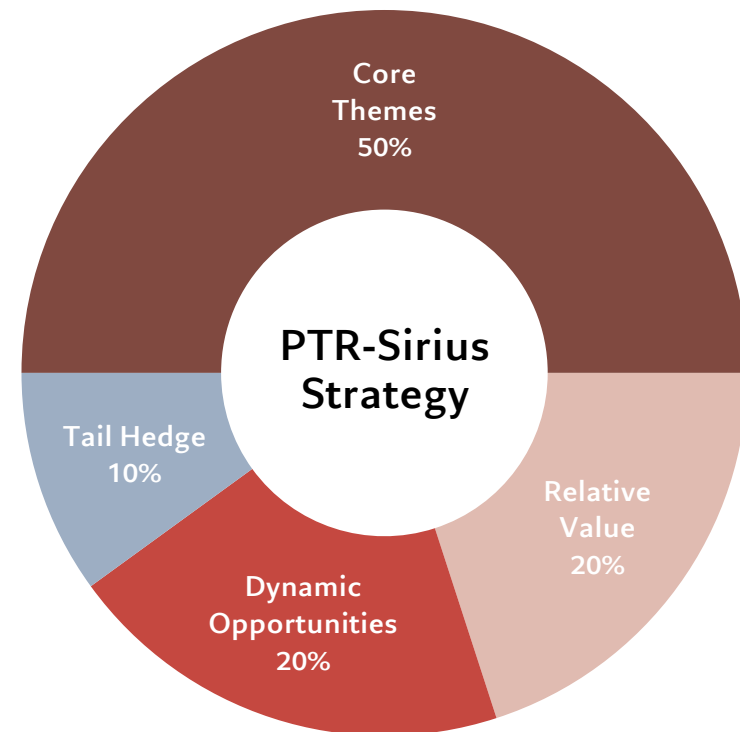 Core
Themes
50%
PTR-Sirius
Strategy
Tail Hedge
10%
Relative
Value
20%
Dynamic
Opportunities
20%